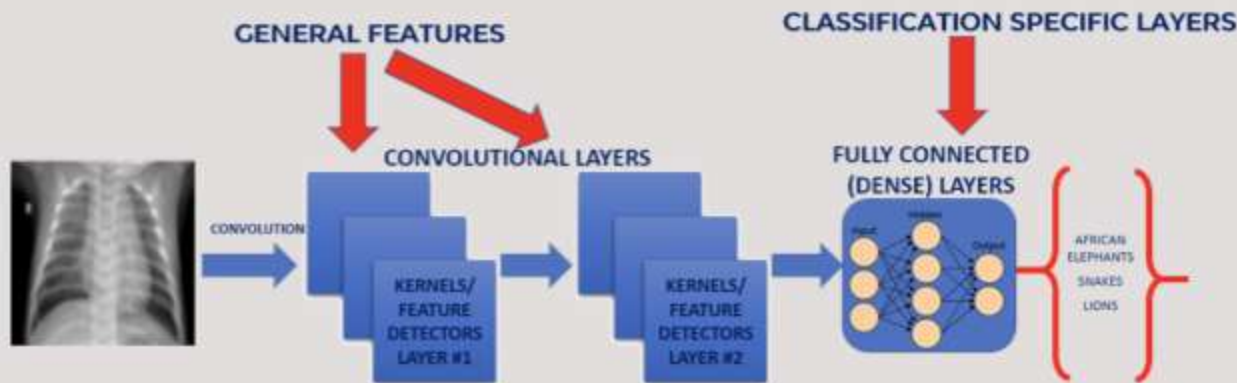 GENERAL FEATURES
CLASSIFICATION SPECIFIC LAYERS
CONVOLUTIONAL LAYERS
FULLY CONNECTED
(DENSE) LAYERS
CONVOLUTION
KERNELS/
FEATURE
DETECTORS
LAYER #1
KERNELS/
FEATURE
DETECTORS
LAYER #2
Input
Hidden
Output
AFRICAN
ELEPHANTS
SNAKES
LIONS